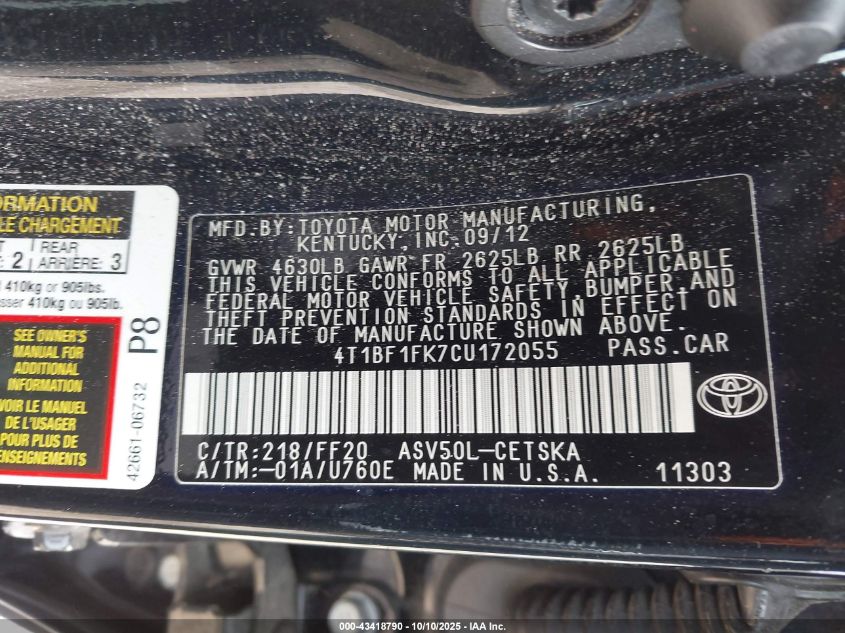 ORMATION
LE CHARGEMENT
REAR
2 ARRIÈRE: 3
410kg or 905lbs.
sser 410kg ou 905lb.
SEE OWNER'S
MANUAL FOR
ADDITIONAL
INFORMATION
VOIR LE MANUEL
DE L'USAGER
POUR PLUS DE
RENSEIGNEMENTS
P8
42661-06732
MFD.BY: TOYOTA MOTOR MANUFACTURING,
KENTUCKY, INC. 09/12
GVWR 4630LB GAWR FR 2625LB RR 2625LB
THIS VEHICLE CONFORMS TO ALL APPLICABLE
FEDERAL MOTOR VEHICLE SAFETY, BUMPER, AND
THEFT PREVENTION STANDARDS IN EFFECT ON
THE DATE OF MANUFACTURE SHOWN ABOVE.
4T1BF1FK7CU172055 PASS.CAR
C/TR:218/FF20 ASV50L-CETSKA
A/TM:-01A/U760E MADE IN U.S.A. 11303
000-43418790 - 10/10/2025 - IAA Inc.